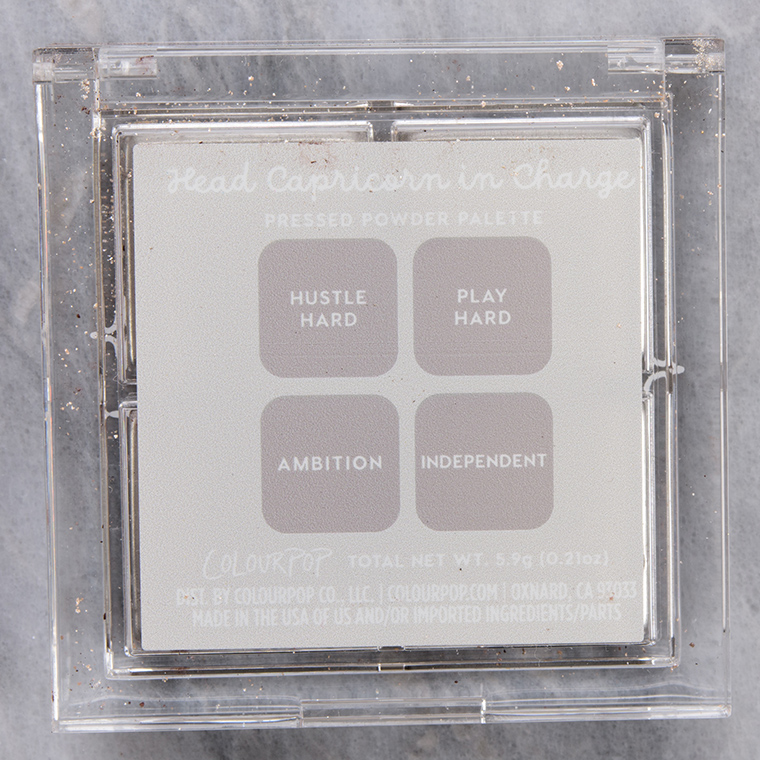 Head Capricorn in Charge
PRESSED POWDER PALETTE
HUSTLE
HARD
PLAY
HARD
AMBITION
INDEPENDENT
COLOURPOP TOTAL NET WT. 5.9g (0.21oz)
DIST. BY COLOURPOP CO., LLC. | COLOURPOP.COM | OXNARD, CA 93033
MADE IN THE USA OF US AND/OR IMPORTED INGREDIENTS/PARTS